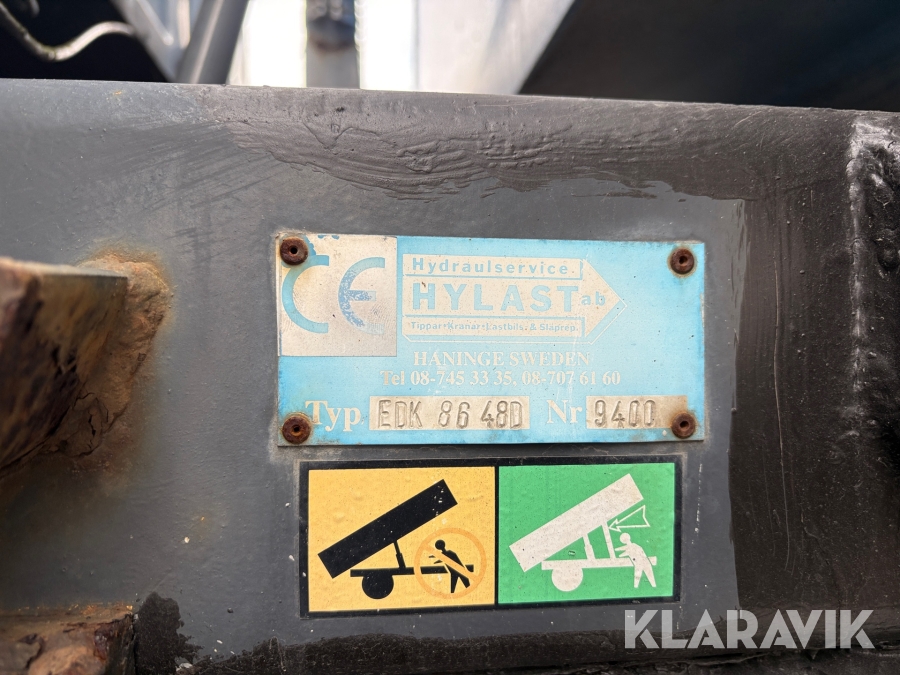 CE
Hydraulservice.
HYLAST ab
Tippar•Kranar•Lastbils. & Släprep.
HANINGE SWEDEN
Tel 08-745 33 35, 08-707 61 60
Typ EDK 86 48D Nr 9400
KLARAVIK